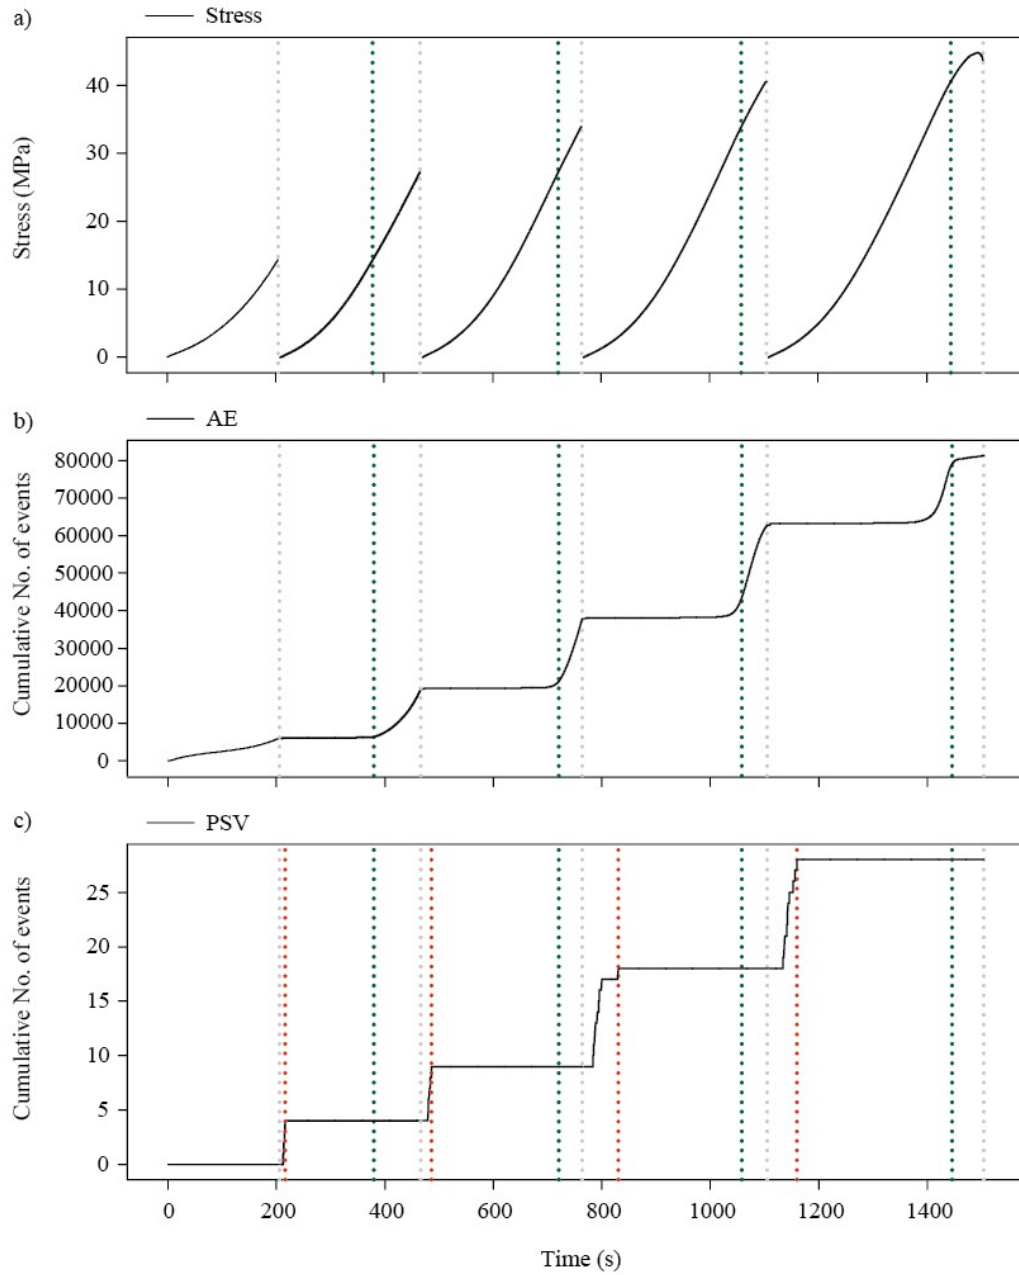 a)
Stress
Stress (MPa)
40
30
20
10
0
b)
AE
Cumulative No. of events
80000
70000
60000
50000
40000
30000
20000
10000
0
c)
PSV
Cumulative No. of events
25
20
15
10
5
0
0 200 400 600 800 1000 1200 1400
Time (s)